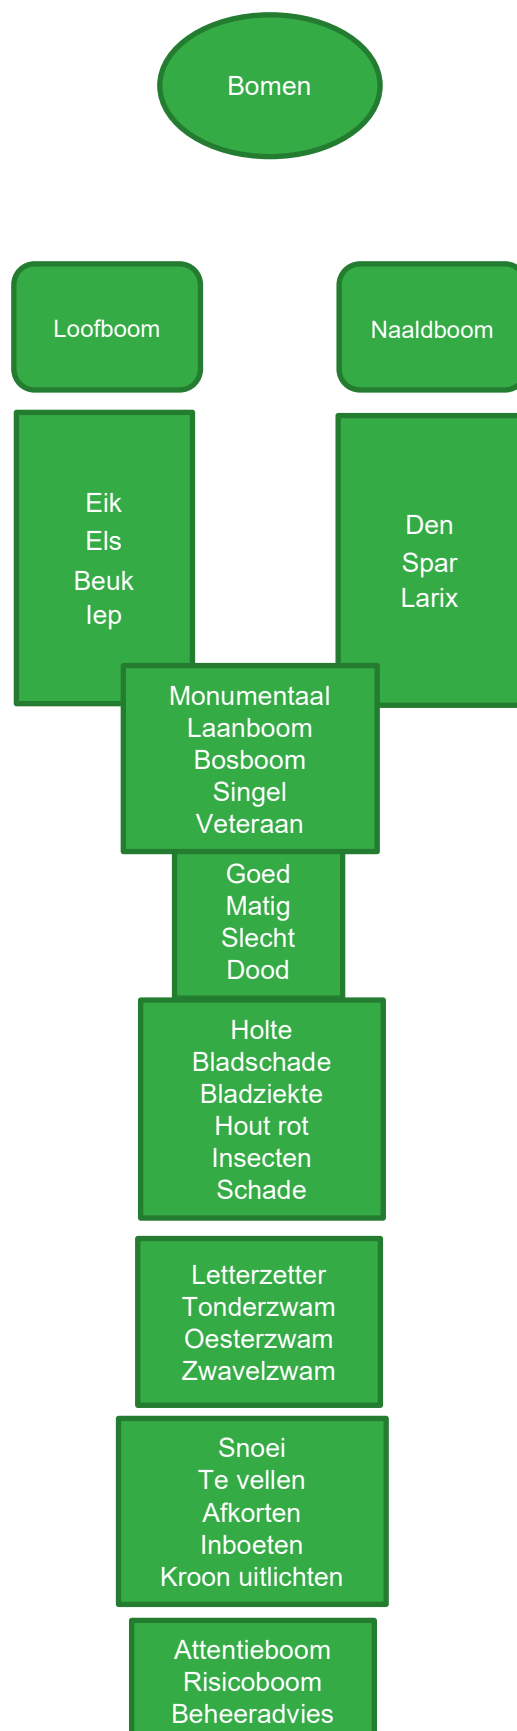 Bomen
Loofboom
Naaldboom
Eik
Els
Beuk
Iep
Den
Spar
Larix
Monumentaal
Laanboom
Bosboom
Singel
Veteraan
Goed
Matig
Slecht
Dood
Holte
Bladschade
Bladziekte
Hout rot
Insecten
Schade
Letterzetter
Tonderzwam
Oesterzwam
Zwavelzwam
Snoei
Te vellen
Afkorten
Inboeten
Kroon uitlichten
Attentieboom
Risicoboom
Beheeradvies